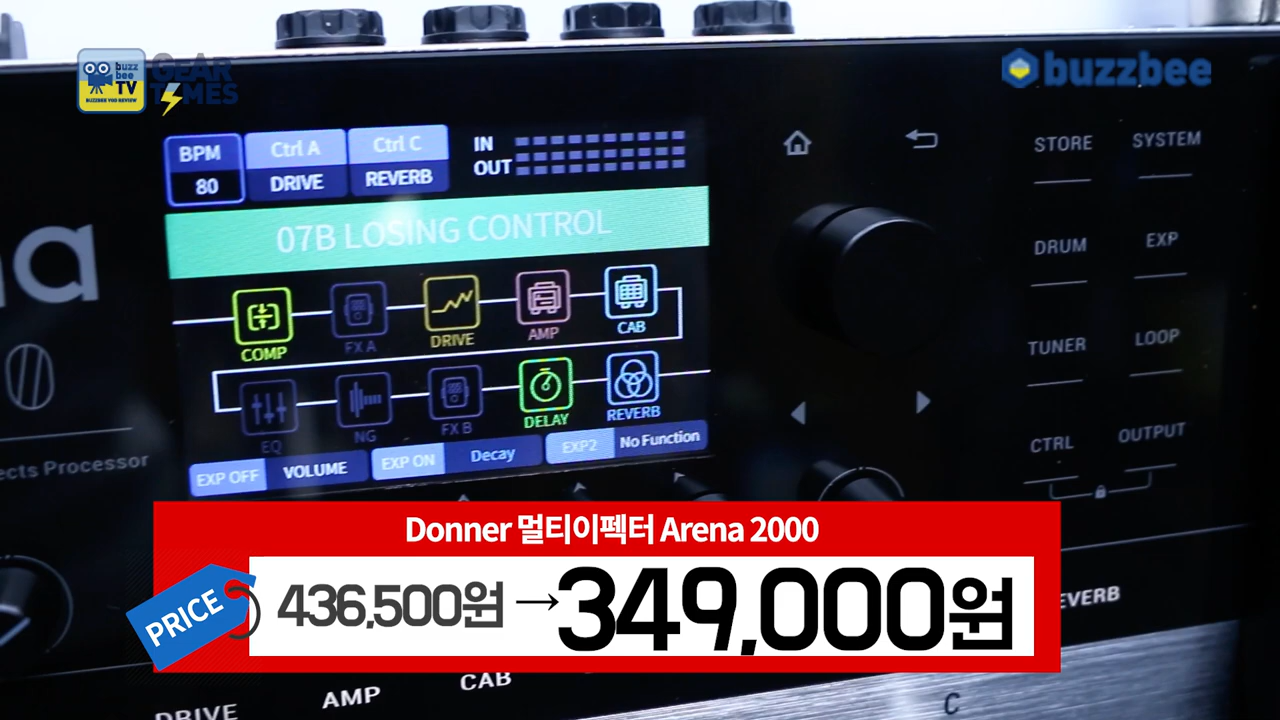 buzz
bee
TV
BUZZBEE VOD REVIEW
GEAR
TIMES
buzzbee
BPM
80
Ctrl A
DRIVE
Ctrl C
REVERB
IN
OUT
07B LOSING CONTROL
COMP
FX A
DRIVE
AMP
CAB
EQ
NG
FX B
DELAY
REVERB
EXP OFF
VOLUME
EXP ON
Decay
EXP2
No Function
STORE
SYSTEM
DRUM
EXP
TUNER
LOOP
CTRL
OUTPUT
Processor
Donner 멀티이펙터 Arena 2000
PRICE
436,500원→349,000원
DRIVE
AMP
CAB
C